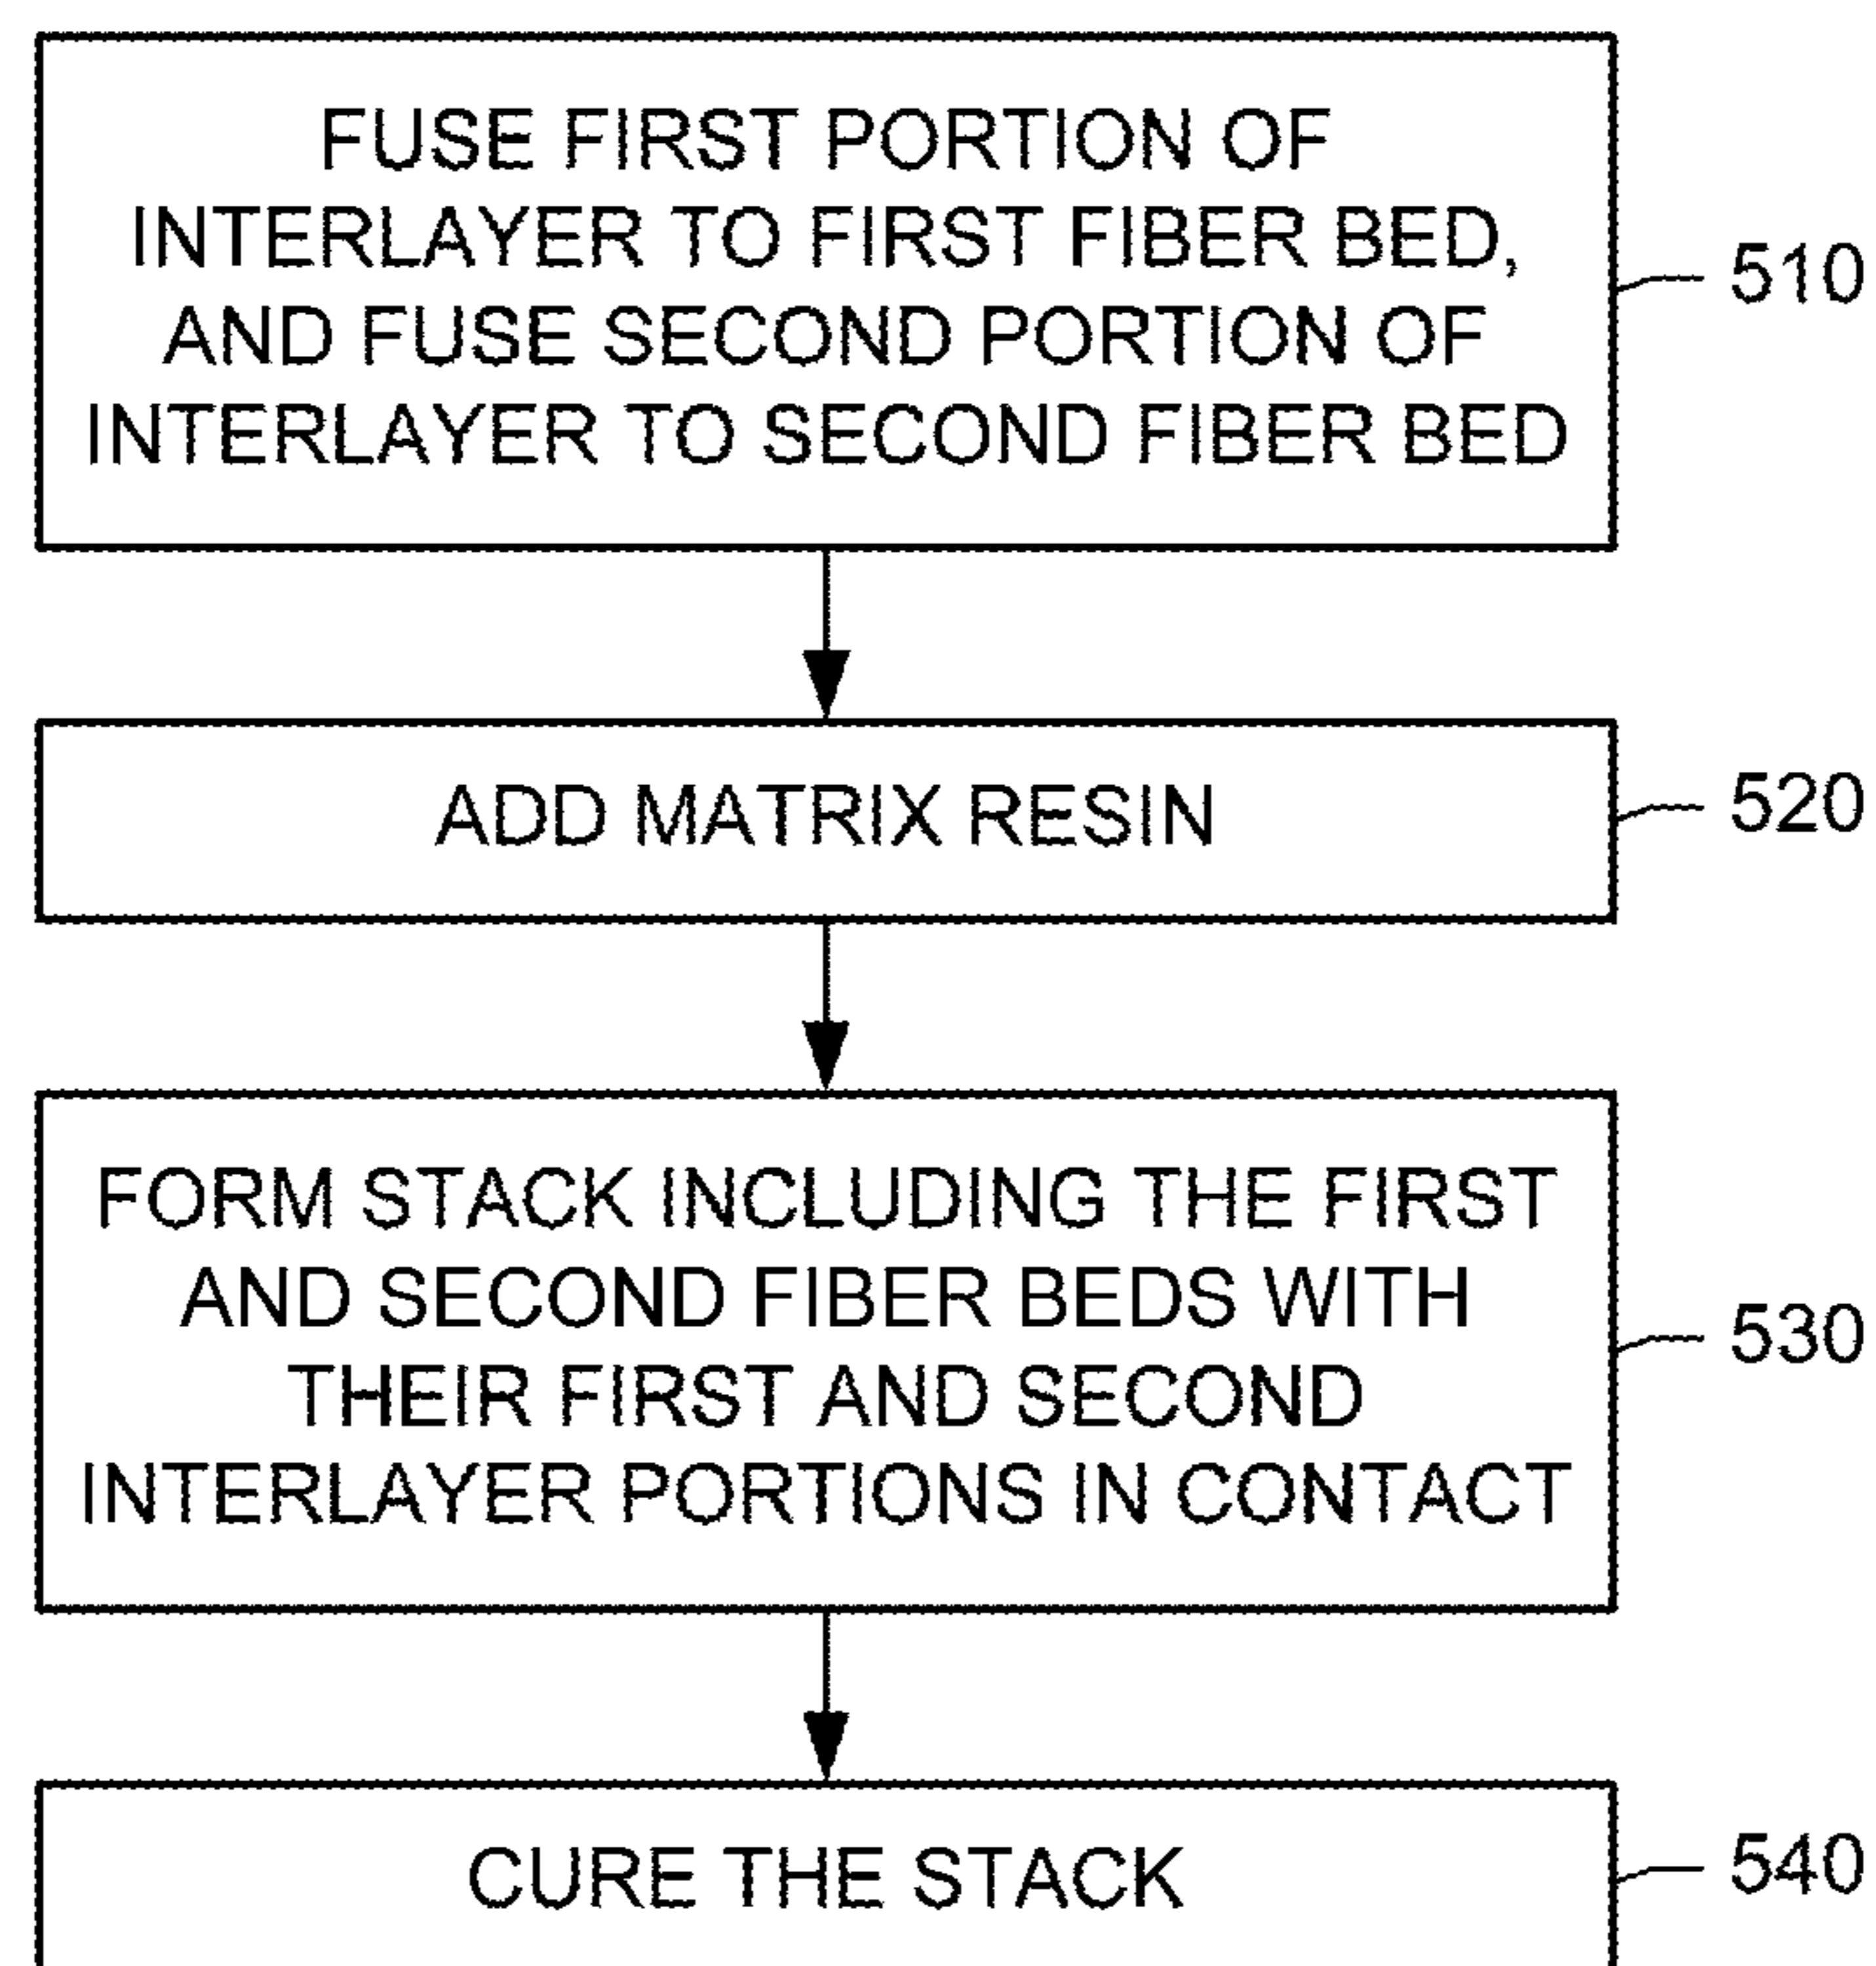 FUSE FIRST PORTION OF
INTERLAYER TO FIRST FIBER BED,
AND FUSE SECOND PORTION OF
INTERLAYER TO SECOND FIBER BED
510
ADD MATRIX RESIN
520
FORM STACK INCLUDING THE FIRST
AND SECOND FIBER BEDS WITH
THEIR FIRST AND SECOND
INTERLAYER PORTIONS IN CONTACT
530
CURE THE STACK
540